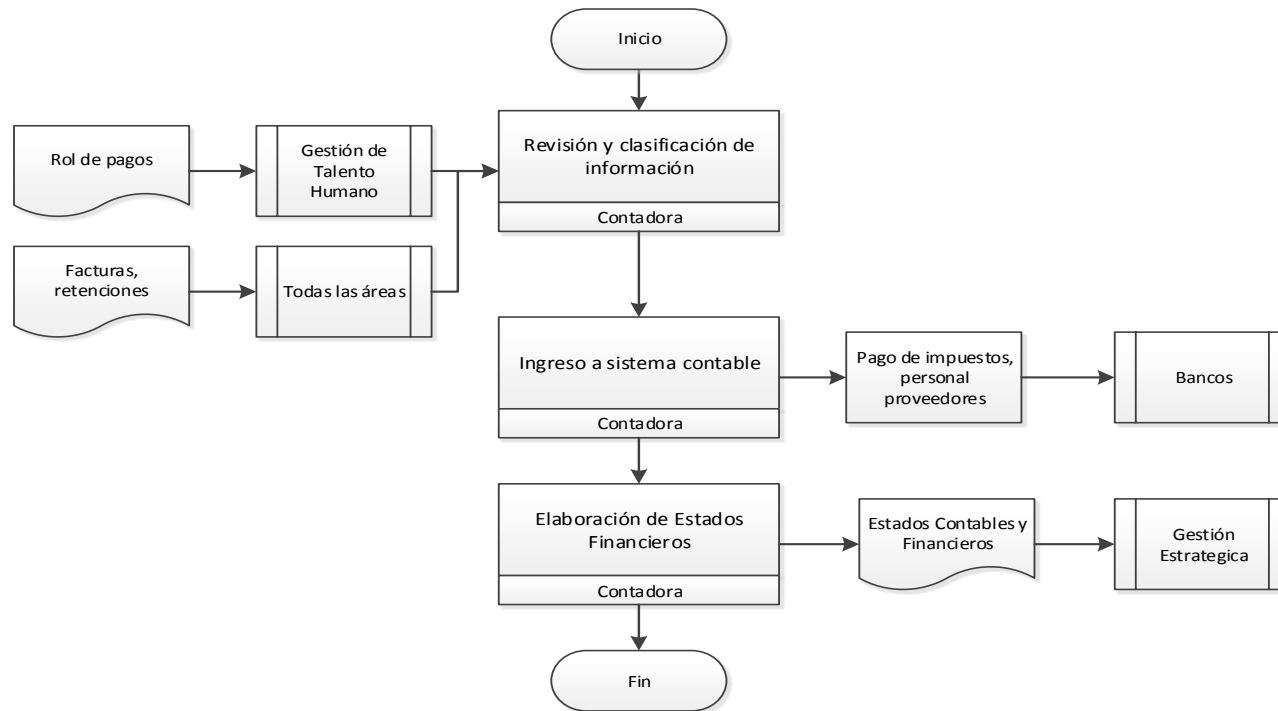 Inicio
Rol de pagos
Gestión de
Talento
Humano
Revisión y clasificación de
información
Contadora
Facturas,
retenciones
Todas las áreas
Ingreso a sistema contable
Contadora
Pago de impuestos,
personal
proveedores
Bancos
Elaboración de Estados
Financieros
Contadora
Estados Contables y
Financieros
Gestión
Estrategica
Fin